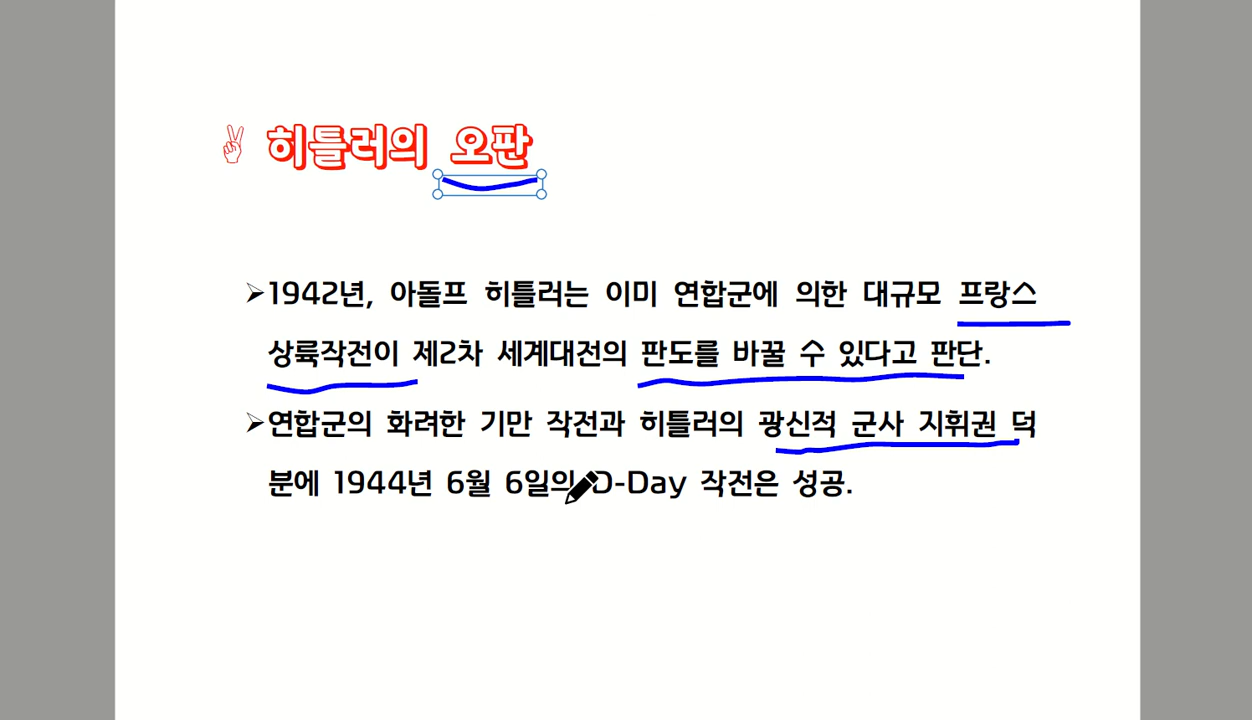 히틀러의 오판
1942년, 아돌프 히틀러는 이미 연합군에 의한 대규모 프랑스
상륙작전이 제2차 세계대전의 판도를 바꿀 수 있다고 판단.
연합군의 화려한 기만 작전과 히틀러의 광신적 군사 지휘권 덕
분에 1944년 6월 6일의 D-Day 작전은 성공.